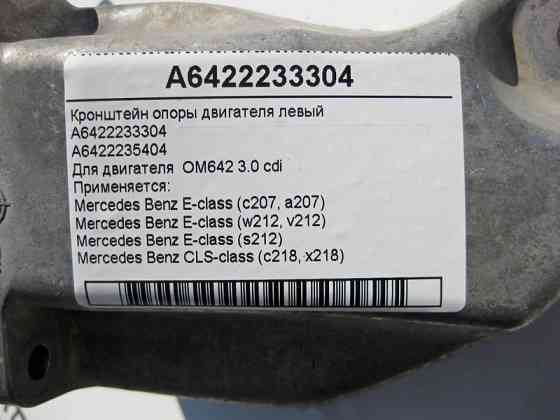 A6422233304
Кронштейн опоры двигателя левый
A6422233304
A6422235404
Для двигателя OM642 3.0 cdi
Применяется:
Mercedes Benz E-class (c207, a207)
Mercedes Benz E-class (w212, v212)
Mercedes Benz E-class (s212)
Mercedes Benz CLS-class (c218, x218)